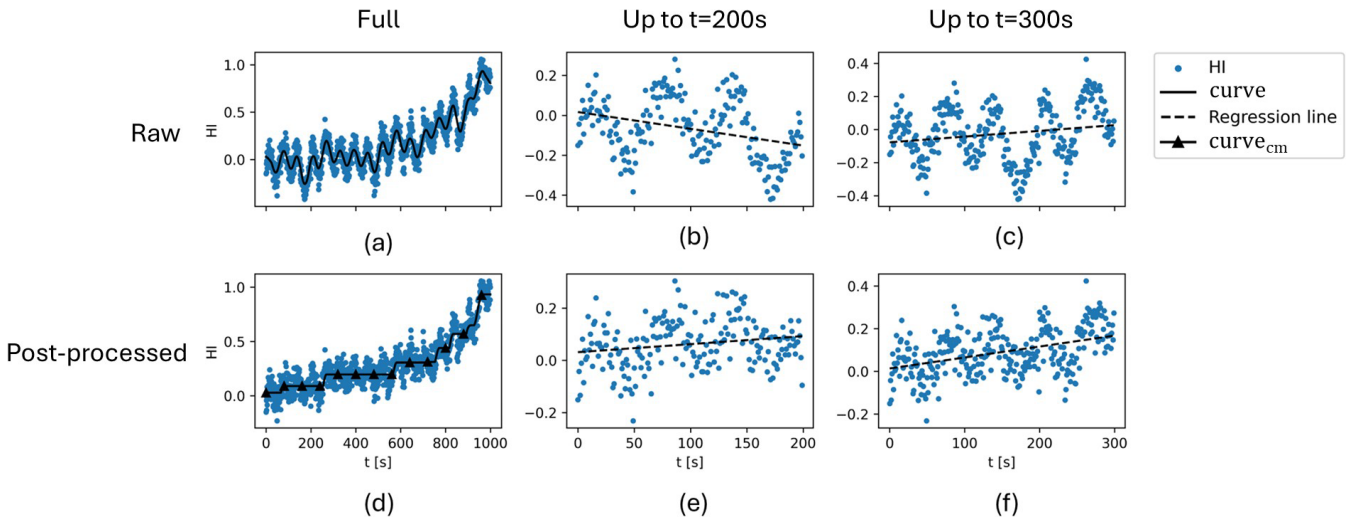 Full
Up to t=200s
Up to t=300s
Raw
HI
1.0
0.5
0.0
(a)
0.2
0.0
−0.2
−0.4
(b)
0.4
0.2
0.0
−0.2
−0.4
(c)
HI
curve
Regression line
curve_cm
Post-processed
HI
1.0
0.5
0.0
0 200 400 600 800 1000
t [s]
(d)
0.2
0.0
−0.2
0 50 100 150 200
t [s]
(e)
0.4
0.2
0.0
−0.2
0 100 200 300
t [s]
(f)